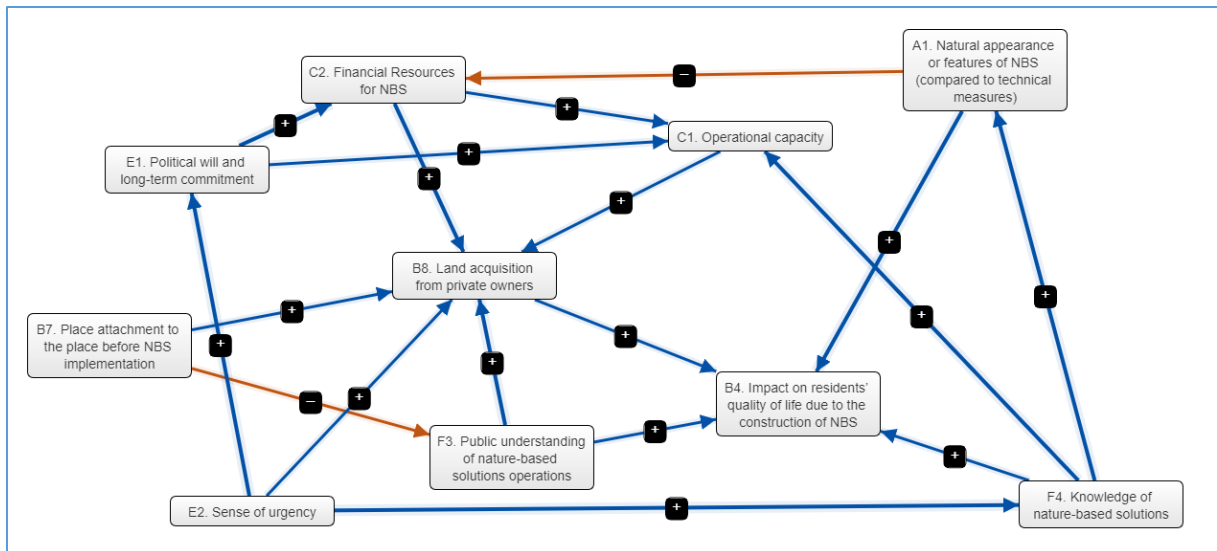 A1. Natural appearance
or features of NBS
(compared to technical
measures)
C2. Financial Resources
for NBS
−
+
C1. Operational capacity
+
E1. Political will and
long-term commitment
+
+
+
+
B8. Land acquisition
from private owners
+
+
B7. Place attachment to
the place before NBS
implementation
+
+
+
+
+
B4. Impact on residents'
quality of life due to the
construction of NBS
−
F3. Public understanding
of nature-based
solutions operations
+
+
F4. Knowledge of
nature-based solutions
E2. Sense of urgency
+